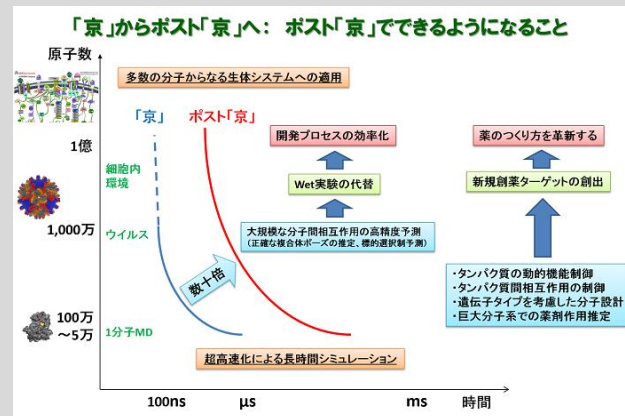 「京」からポスト「京」へ: ポスト「京」でできるようになること
原子数
多数の分子からなる生体システムへの適用
「京」 ポスト「京」
開発プロセスの効率化
薬のつくり方を革新する
1億
細胞内
環境
Wet実験の代替
新規創薬ターゲットの創出
1,000万
ウイルス
大規模な分子間相互作用の高精度予測
(正確な複合体ポーズの推定、標的選択制予測)
数十倍
・タンパク質の動的機能制御
・タンパク質間相互作用の制御
・遺伝子タイプを考慮した分子設計
・巨大分子系での薬剤作用推定
100万
～5万
1分子MD
超高速化による長時間シミュレーション
100ns μs ms 時間